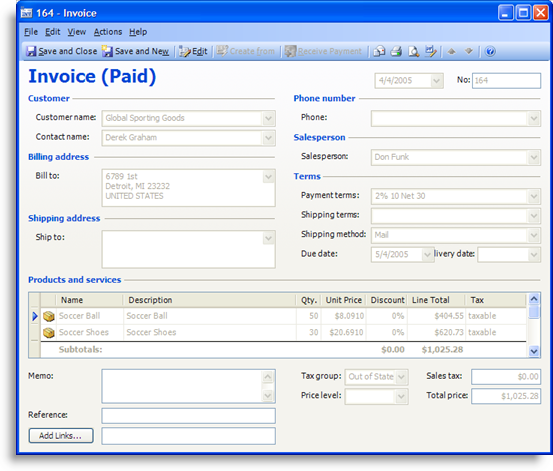 164 - Invoice
File Edit View Actions Help
Save and Close Save and New Edit Create from Receive Payment
Invoice (Paid)
4/4/2005 No: 164
Customer
Customer name: Global Sporting Goods
Contact name: Derek Graham
Phone number
Phone:
Salesperson
Salesperson: Don Funk
Billing address
Bill to: 6789 1st
Detroit, MI 23232
UNITED STATES
Terms
Payment terms: 2% 10 Net 30
Shipping terms:
Shipping method: Mail
Due date: 5/4/2005 livery date:
Shipping address
Ship to:
Products and services
Name Description Qty. Unit Price Discount Line Total Tax
Soccer Ball Soccer Ball 50 $8.0910 0% $404.55 taxable
Soccer Shoes Soccer Shoes 30 $20.6910 0% $620.73 taxable
Subtotals: $0.00 $1,025.28
Memo:
Reference:
Add Links...
Tax group: Out of State Sales tax: $0.00
Price level: Total price: $1,025.28